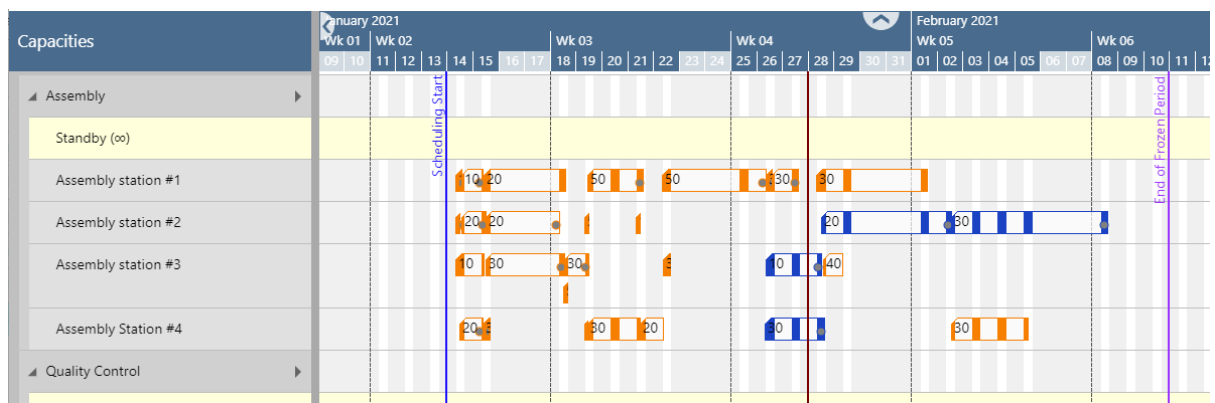 anuary 2021 February 2021
Capacities
Wk 01 Wk 02 Wk 03 Wk 04 Wk 05 Wk 06
09 10 11 12 13 14 15 16 17 18 19 20 21 22 23 24 25 26 27 28 29 30 31 01 02 03 04 05 06 07 08 09 10 11
Assembly
Scheduling Start
End of Frozen Period
Standby (∞)
Assembly station #1 10 20 50 50 30 30
Assembly station #2 20 20 20 30
Assembly station #3 10 30 30 10 40
Assembly Station #4 20 30 20 30 30
Quality Control